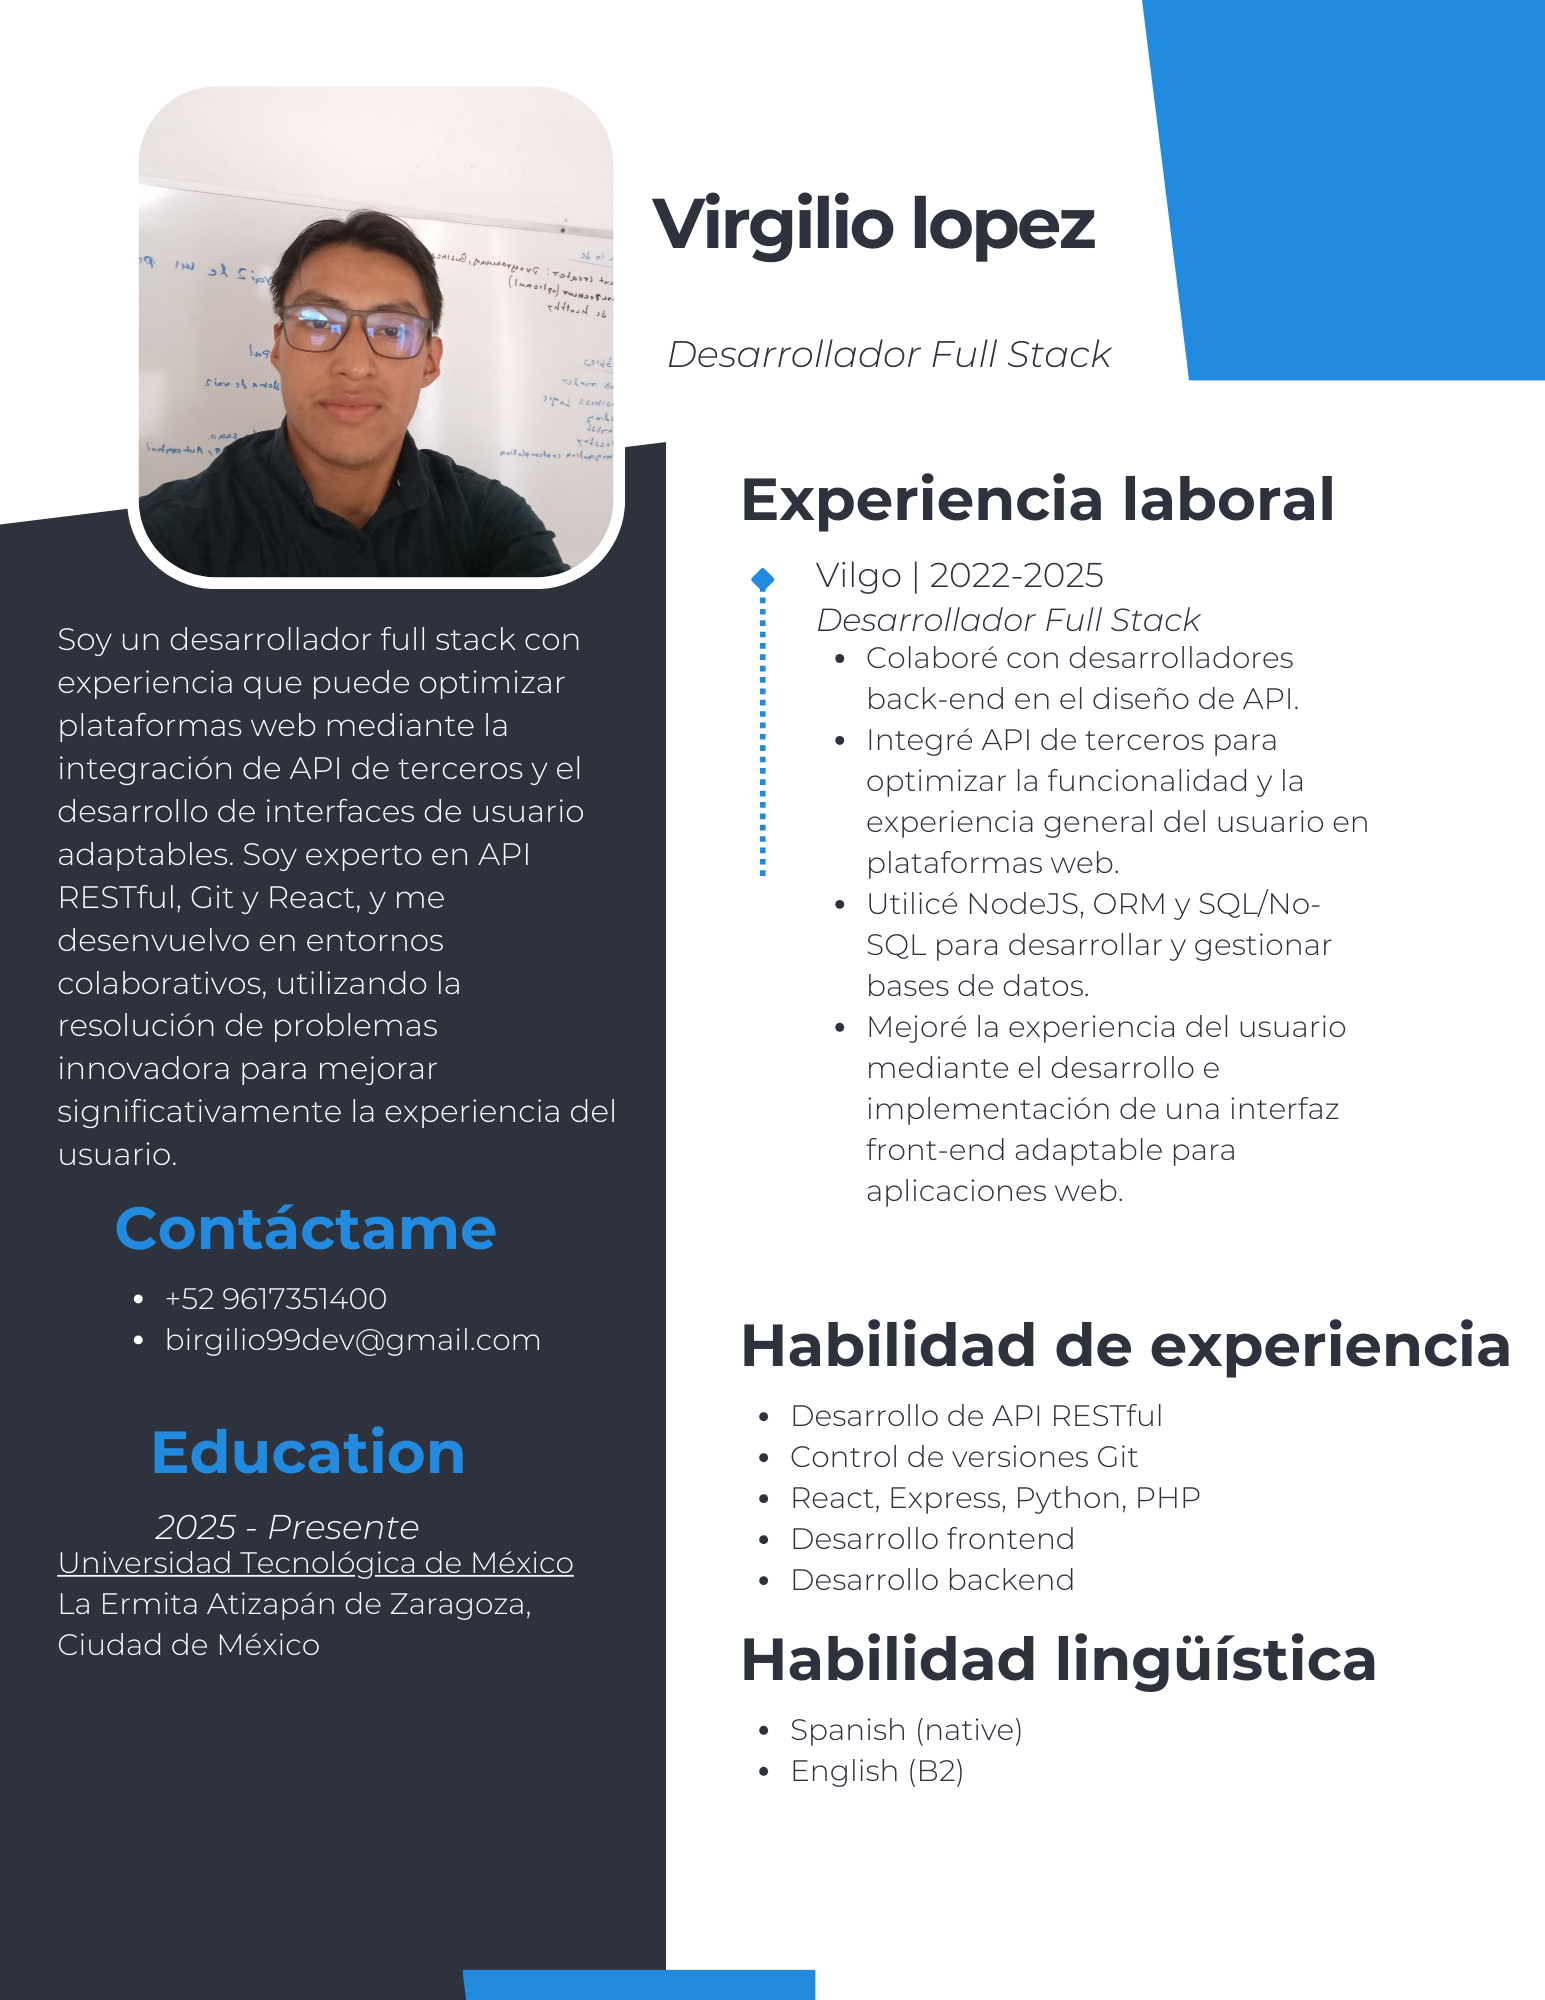 Virgilio lopez
Desarrollador Full Stack
Soy un desarrollador full stack con
experiencia que puede optimizar
plataformas web mediante la
integración de API de terceros y el
desarrollo de interfaces de usuario
adaptables. Soy experto en API
RESTful, Git y React, y me
desenvuelvo en entornos
colaborativos, utilizando la
resolución de problemas
innovadora para mejorar
significativamente la experiencia del
usuario.
Contáctame
• +52 9617351400
• birgilio99dev@gmail.com
Education
2025 - Presente
Universidad Tecnológica de México
La Ermita Atizapán de Zaragoza,
Ciudad de México
Experiencia laboral
Vilgo | 2022-2025
Desarrollador Full Stack
• Colaboré con desarrolladores
back-end en el diseño de API.
• Integré API de terceros para
optimizar la funcionalidad y la
experiencia general del usuario en
plataformas web.
• Utilicé NodeJS, ORM y SQL/No-
SQL para desarrollar y gestionar
bases de datos.
• Mejoré la experiencia del usuario
mediante el desarrollo e
implementación de una interfaz
front-end adaptable para
aplicaciones web.
Habilidad de experiencia
• Desarrollo de API RESTful
• Control de versiones Git
• React, Express, Python, PHP
• Desarrollo frontend
• Desarrollo backend
Habilidad lingüística
• Spanish (native)
• English (B2)